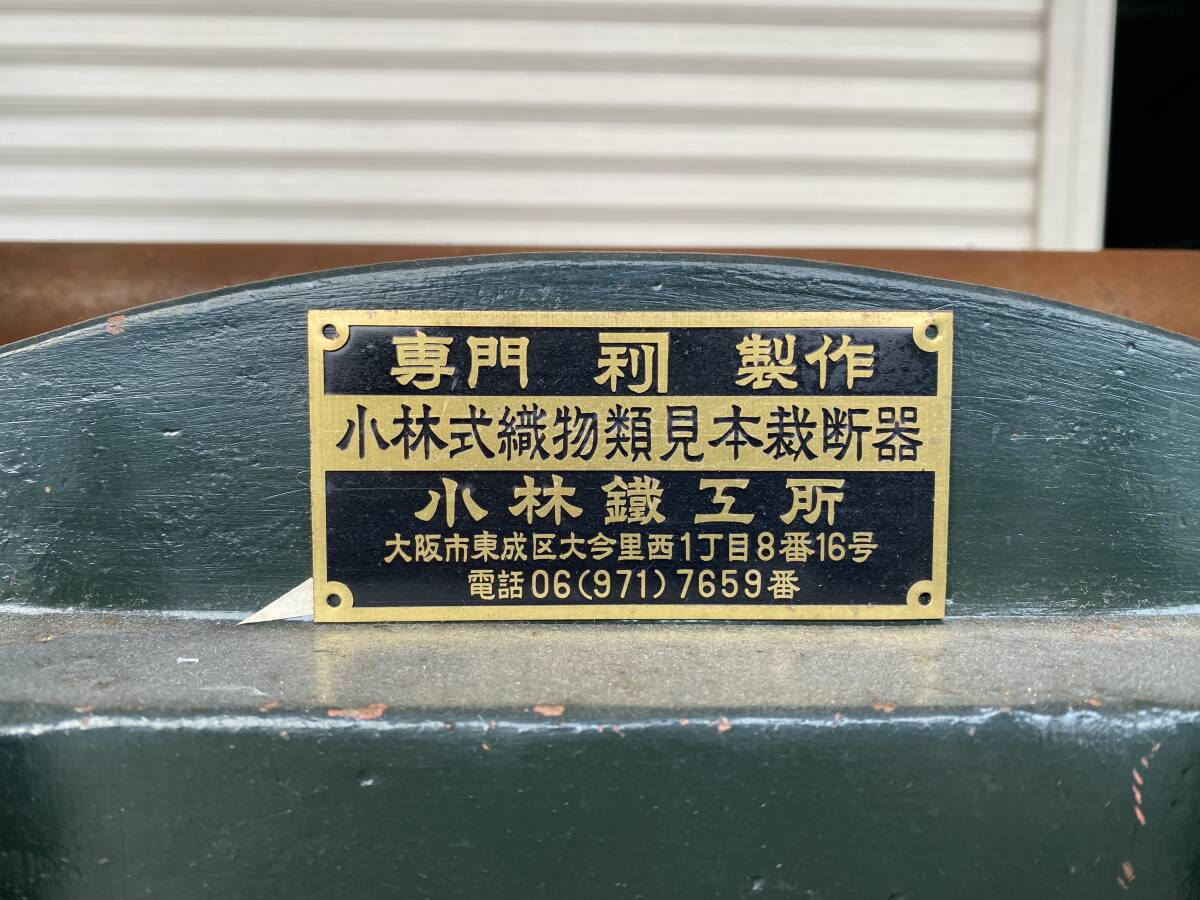 専門 利 製作
小林式織物類見本裁断器
小林鐵工所
大阪市東成区大今里西1丁目8番16号
電話06(971)7659番